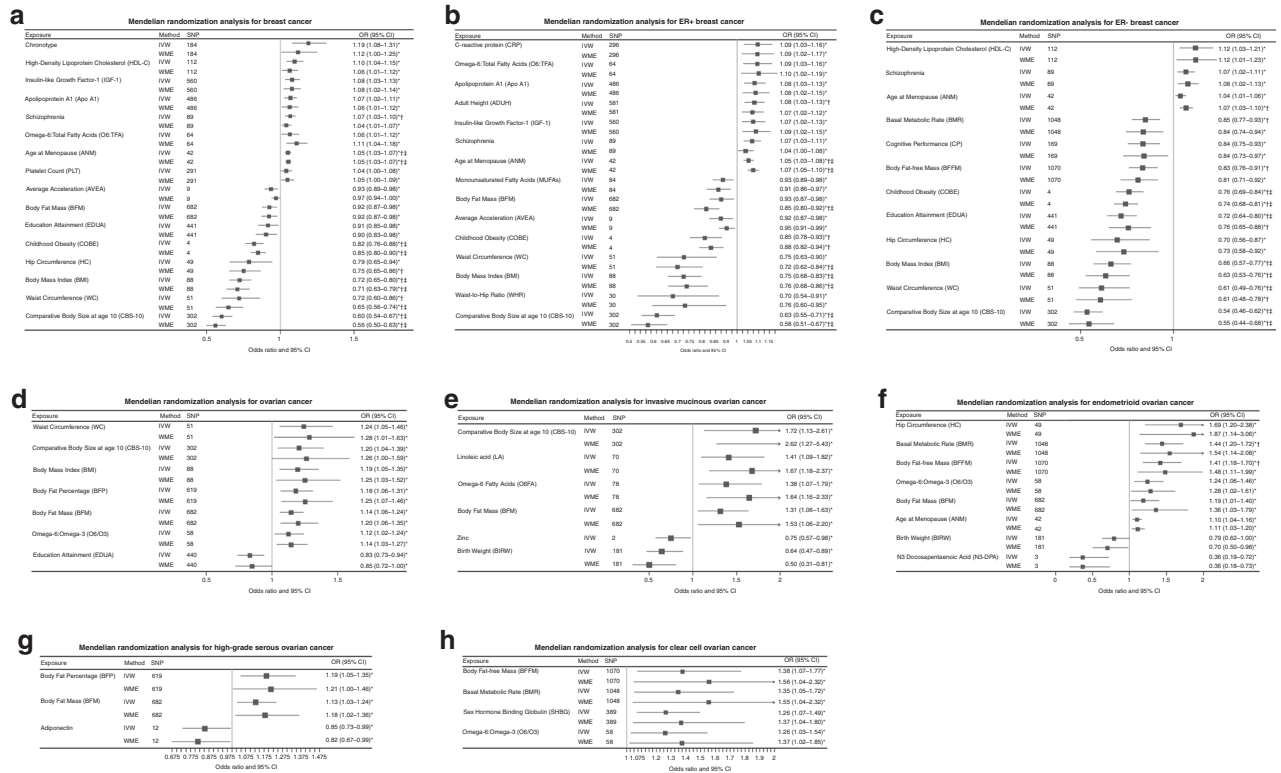 a
Mendelian randomization analysis for breast cancer
Exposure Method SNP OR (95% CI)
Chronotype IVW 184 1.19 (1.08–1.31)*
WME 184 1.12 (1.00–1.25)*
High-Density Lipoprotein Cholesterol (HDL-C) IVW 112 1.10 (1.04–1.15)*
WME 112 1.06 (1.01–1.12)*
Insulin-like Growth Factor-1 (IGF-1) IVW 560 1.08 (1.03–1.13)*
WME 560 1.08 (1.02–1.14)*
Apolipoprotein A1 (Apo A1) IVW 486 1.07 (1.02–1.11)*
WME 486 1.06 (1.01–1.12)*
Schizophrenia IVW 89 1.07 (1.03–1.10)*†
WME 89 1.04 (1.01–1.07)*
Omega-6:Total Fatty Acids (O6:TFA) IVW 64 1.06 (1.01–1.12)*
WME 64 1.11 (1.04–1.18)*
Age at Menopause (ANM) IVW 42 1.05 (1.03–1.07)*†‡
WME 42 1.05 (1.03–1.07)*†‡
Platelet Count (PLT) IVW 291 1.04 (1.00–1.08)*
WME 291 1.05 (1.00–1.09)*
Average Acceleration (AVEA) IVW 9 0.93 (0.89–0.98)*
WME 9 0.97 (0.94–1.00)*
Body Fat Mass (BFM) IVW 682 0.92 (0.87–0.98)*
WME 682 0.92 (0.87–0.98)*
Education Attainment (EDUA) IVW 441 0.91 (0.85–0.98)*
WME 441 0.90 (0.83–0.98)*
Childhood Obesity (COBE) IVW 4 0.82 (0.76–0.88)*†‡
WME 4 0.85 (0.80–0.90)*†‡
Hip Circumference (HC) IVW 49 0.79 (0.65–0.94)*
WME 49 0.75 (0.65–0.86)*†
Body Mass Index (BMI) IVW 88 0.72 (0.65–0.80)*†‡
WME 88 0.71 (0.63–0.79)*†‡
Waist Circumference (WC) IVW 51 0.72 (0.60–0.86)*†
WME 51 0.65 (0.56–0.74)*†‡
Comparative Body Size at age 10 (CBS-10) IVW 302 0.60 (0.54–0.67)*†‡
WME 302 0.56 (0.50–0.63)*†‡
0.5 1 1.5
Odds ratio and 95% CI
b
Mendelian randomization analysis for ER+ breast cancer
Exposure Method SNP OR (95% CI)
C-reactive protein (CRP) IVW 296 1.09 (1.03–1.16)*
WME 296 1.09 (1.02–1.17)*
Omega-6:Total Fatty Acids (O6:TFA) IVW 64 1.09 (1.03–1.16)*
WME 64 1.10 (1.02–1.19)*
Apolipoprotein A1 (Apo A1) IVW 486 1.08 (1.03–1.13)*
WME 486 1.08 (1.02–1.15)*
Adult Height (ADUH) IVW 581 1.08 (1.03–1.13)*†
WME 581 1.07 (1.02–1.12)*
Insulin-like Growth Factor-1 (IGF-1) IVW 560 1.07 (1.02–1.13)*
WME 560 1.09 (1.02–1.15)*
Schizophrenia IVW 89 1.07 (1.03–1.11)*
WME 89 1.04 (1.00–1.08)*
Age at Menopause (ANM) IVW 42 1.05 (1.03–1.08)*†‡
WME 42 1.07 (1.05–1.10)*†‡
Monounsaturated Fatty Acids (MUFAs) IVW 84 0.93 (0.89–0.98)*
WME 84 0.91 (0.86–0.97)*
Body Fat Mass (BFM) IVW 682 0.93 (0.87–0.98)*
WME 682 0.85 (0.80–0.92)*†‡
Average Acceleration (AVEA) IVW 9 0.92 (0.87–0.98)*
WME 9 0.95 (0.91–0.99)*
Childhood Obesity (COBE) IVW 4 0.85 (0.78–0.93)*†
WME 4 0.88 (0.82–0.94)*†
Waist Circumference (WC) IVW 51 0.75 (0.63–0.90)*
WME 51 0.72 (0.62–0.84)*†‡
Body Mass Index (BMI) IVW 88 0.75 (0.68–0.83)*†‡
WME 88 0.76 (0.68–0.86)*†‡
Waist-to-Hip Ratio (WHR) IVW 30 0.70 (0.54–0.91)*
WME 30 0.76 (0.60–0.95)*
Comparative Body Size at age 10 (CBS-10) IVW 302 0.63 (0.55–0.71)*†‡
WME 302 0.58 (0.51–0.67)*†‡
0.5 0.55 0.6 0.65 0.7 0.75 0.8 0.85 0.9 0.95 1 1.05 1.1 1.15
Odds ratio and 95% CI
c
Mendelian randomization analysis for ER- breast cancer
Exposure Method SNP OR (95% CI)
High-Density Lipoprotein Cholesterol (HDL-C) IVW 112 1.12 (1.03–1.21)*
WME 112 1.12 (1.01–1.23)*
Schizophrenia IVW 89 1.07 (1.02–1.11)*
WME 89 1.08 (1.02–1.13)*
Age at Menopause (ANM) IVW 42 1.04 (1.01–1.06)*
WME 42 1.07 (1.03–1.10)*†
Basal Metabolic Rate (BMR) IVW 1048 0.85 (0.77–0.93)*†
WME 1048 0.84 (0.74–0.94)*
Cognitive Performance (CP) IVW 169 0.84 (0.75–0.93)*
WME 169 0.84 (0.73–0.97)*
Body Fat-free Mass (BFFM) IVW 1070 0.83 (0.76–0.91)*†
WME 1070 0.81 (0.71–0.92)*
Childhood Obesity (COBE) IVW 4 0.76 (0.69–0.84)*†‡
WME 4 0.74 (0.68–0.81)*†‡
Education Attainment (EDUA) IVW 441 0.72 (0.64–0.80)*†‡
WME 441 0.76 (0.65–0.88)*†
Hip Circumference (HC) IVW 49 0.70 (0.56–0.87)*
WME 49 0.73 (0.58–0.92)*
Body Mass Index (BMI) IVW 88 0.66 (0.57–0.77)*†‡
WME 88 0.63 (0.53–0.76)*†‡
Waist Circumference (WC) IVW 51 0.61 (0.49–0.76)*†‡
WME 51 0.61 (0.48–0.78)*†
Comparative Body Size at age 10 (CBS-10) IVW 302 0.54 (0.46–0.62)*†‡
WME 302 0.55 (0.44–0.68)*†‡
0.5 1
Odds ratio and 95% CI
d
Mendelian randomization analysis for ovarian cancer
Exposure Method SNP OR (95% CI)
Waist Circumference (WC) IVW 51 1.24 (1.05–1.46)*
WME 51 1.28 (1.01–1.63)*
Comparative Body Size at age 10 (CBS-10) IVW 302 1.20 (1.04–1.39)*
WME 302 1.26 (1.00–1.59)*
Body Mass Index (BMI) IVW 88 1.19 (1.05–1.35)*
WME 88 1.25 (1.03–1.52)*
Body Fat Percentage (BFP) IVW 619 1.18 (1.06–1.31)*
WME 619 1.25 (1.07–1.46)*
Body Fat Mass (BFM) IVW 682 1.14 (1.06–1.24)*
WME 682 1.20 (1.06–1.35)*
Omega-6:Omega-3 (O6/O3) IVW 58 1.12 (1.02–1.24)*
WME 58 1.14 (1.03–1.27)*
Education Attainment (EDUA) IVW 440 0.83 (0.73–0.94)*
WME 440 0.85 (0.72–1.00)*
0.5 1 1.5
Odds ratio and 95% CI
e
Mendelian randomization analysis for invasive mucinous ovarian cancer
Exposure Method SNP OR (95% CI)
Comparative Body Size at age 10 (CBS-10) IVW 302 1.72 (1.13–2.61)*
WME 302 2.62 (1.27–5.43)*
Linoleic acid (LA) IVW 70 1.41 (1.09–1.82)*
WME 70 1.67 (1.18–2.37)*
Omega-6 Fatty Acids (O6FA) IVW 78 1.38 (1.07–1.79)*
WME 78 1.64 (1.16–2.33)*
Body Fat Mass (BFM) IVW 682 1.31 (1.06–1.63)*
WME 682 1.53 (1.06–2.20)*
Zinc IVW 2 0.75 (0.57–0.98)*
Birth Weight (BIRW) IVW 181 0.64 (0.47–0.89)*
WME 181 0.50 (0.31–0.81)*
0.5 1 1.5 2
Odds ratio and 95% CI
f
Mendelian randomization analysis for endometrioid ovarian cancer
Exposure Method SNP OR (95% CI)
Hip Circumference (HC) IVW 49 1.69 (1.20–2.38)*
WME 49 1.87 (1.14–3.06)*
Basal Metabolic Rate (BMR) IVW 1048 1.44 (1.20–1.72)*†
WME 1048 1.54 (1.14–2.08)*
Body Fat-free Mass (BFFM) IVW 1070 1.41 (1.18–1.70)*†
WME 1070 1.48 (1.11–1.99)*
Omega-6:Omega-3 (O6/O3) IVW 58 1.24 (1.06–1.46)*
WME 58 1.28 (1.02–1.61)*
Body Fat Mass (BFM) IVW 682 1.19 (1.01–1.40)*
WME 682 1.36 (1.03–1.79)*
Age at Menopause (ANM) IVW 42 1.10 (1.04–1.16)*
WME 42 1.11 (1.03–1.20)*
Birth Weight (BIRW) IVW 181 0.79 (0.62–1.00)*
WME 181 0.70 (0.50–0.98)*
N3 Docosapentaenoic Acid (N3-DPA) IVW 3 0.36 (0.19–0.72)*
WME 3 0.36 (0.18–0.73)*
0 0.5 1 1.5 2
Odds ratio and 95% CI
g
Mendelian randomization analysis for high-grade serous ovarian cancer
Exposure Method SNP OR (95% CI)
Body Fat Percentage (BFP) IVW 619 1.19 (1.05–1.35)*
WME 619 1.21 (1.00–1.46)*
Body Fat Mass (BFM) IVW 682 1.13 (1.03–1.24)*
WME 682 1.18 (1.02–1.36)*
Adiponectin IVW 12 0.85 (0.73–0.99)*
WME 12 0.82 (0.67–0.99)*
0.675 0.775 0.875 0.975 1.075 1.175 1.275 1.375 1.475
Odds ratio and 95% CI
h
Mendelian randomization analysis for clear cell ovarian cancer
Exposure Method SNP OR (95% CI)
Body Fat-free Mass (BFFM) IVW 1070 1.38 (1.07–1.77)*
WME 1070 1.56 (1.04–2.32)*
Basal Metabolic Rate (BMR) IVW 1048 1.35 (1.05–1.72)*
WME 1048 1.55 (1.04–2.32)*
Sex Hormone Binding Globulin (SHBG) IVW 389 1.26 (1.07–1.49)*
WME 389 1.37 (1.04–1.80)*
Omega-6:Omega-3 (O6/O3) IVW 58 1.26 (1.03–1.54)*
WME 58 1.37 (1.02–1.85)*
1 1.075 1.15 1.2 1.3 1.4 1.5 1.6 1.7 1.8 1.9 2
Odds ratio and 95% CI